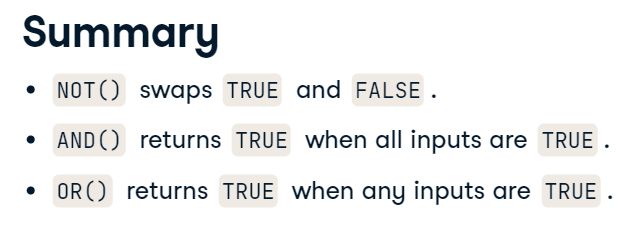 Summary
• NOT() swaps TRUE and FALSE .
• AND() returns TRUE when all inputs are TRUE .
• OR() returns TRUE when any inputs are TRUE .